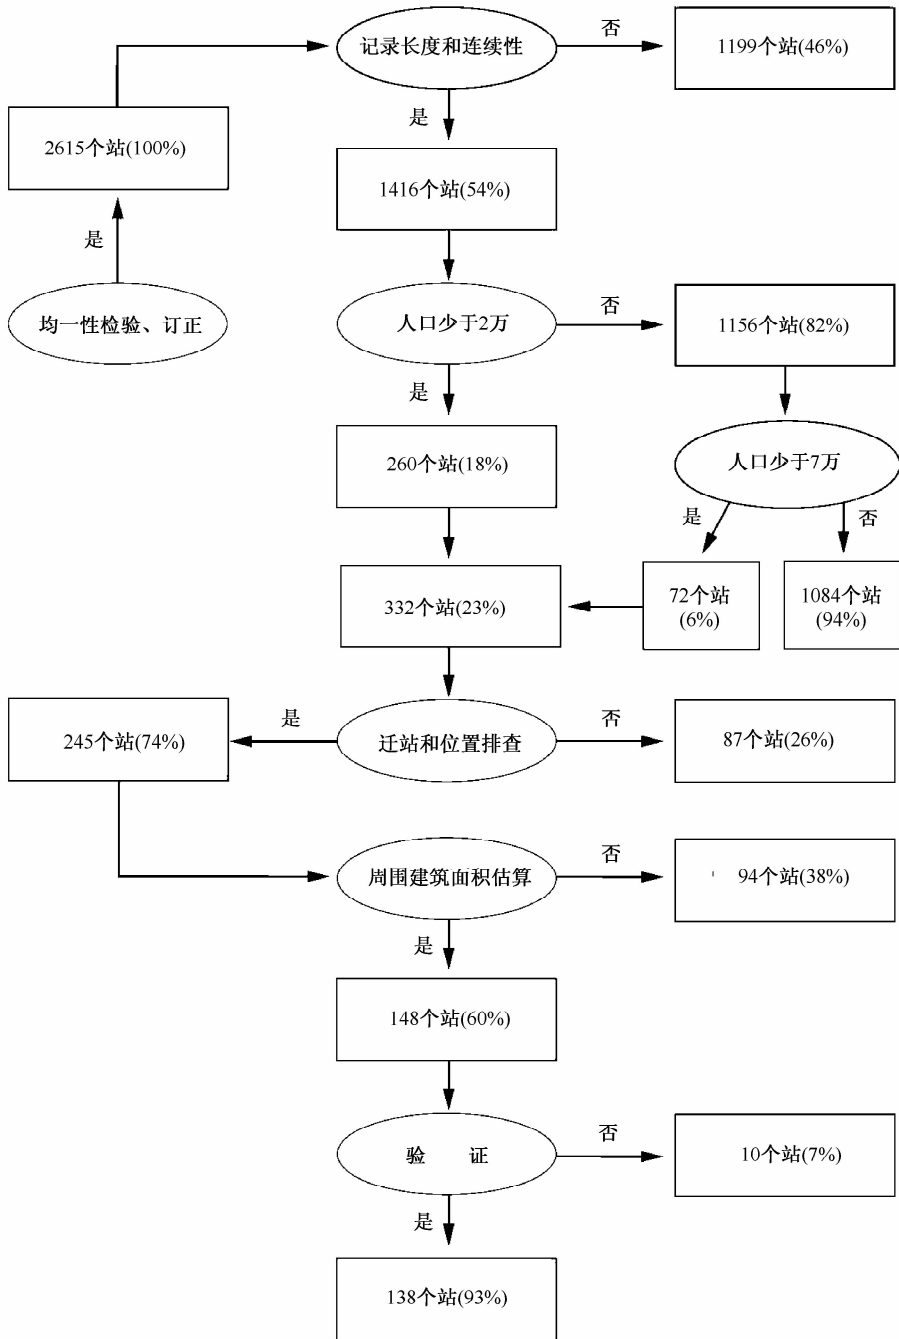 记录长度和连续性
否
1199个站(46%)
是
2615个站(100%)
1416个站(54%)
是
均一性检验、订正
人口少于2万
否
1156个站(82%)
是
260个站(18%)
人口少于7万
是
否
332个站(23%)
72个站
(6%)
1084个站
(94%)
245个站(74%)
是
迁站和位置排查
否
87个站(26%)
周围建筑面积估算
否
94个站(38%)
是
148个站(60%)
验 证
否
10个站(7%)
是
138个站(93%)